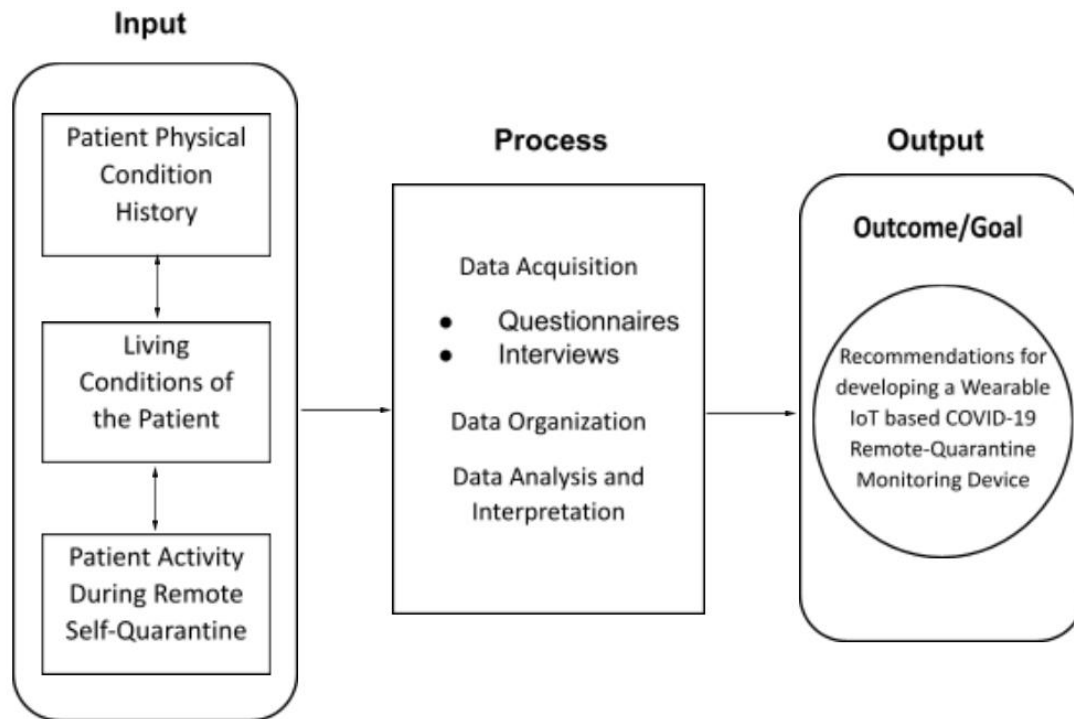 Input
Patient Physical
Condition
History
Living
Conditions of
the Patient
Patient Activity
During Remote
Self-Quarantine
Process
Data Acquisition
● Questionnaires
● Interviews
Data Organization
Data Analysis and
Interpretation
Output
Outcome/Goal
Recommendations for
developing a Wearable
IoT based COVID-19
Remote-Quarantine
Monitoring Device